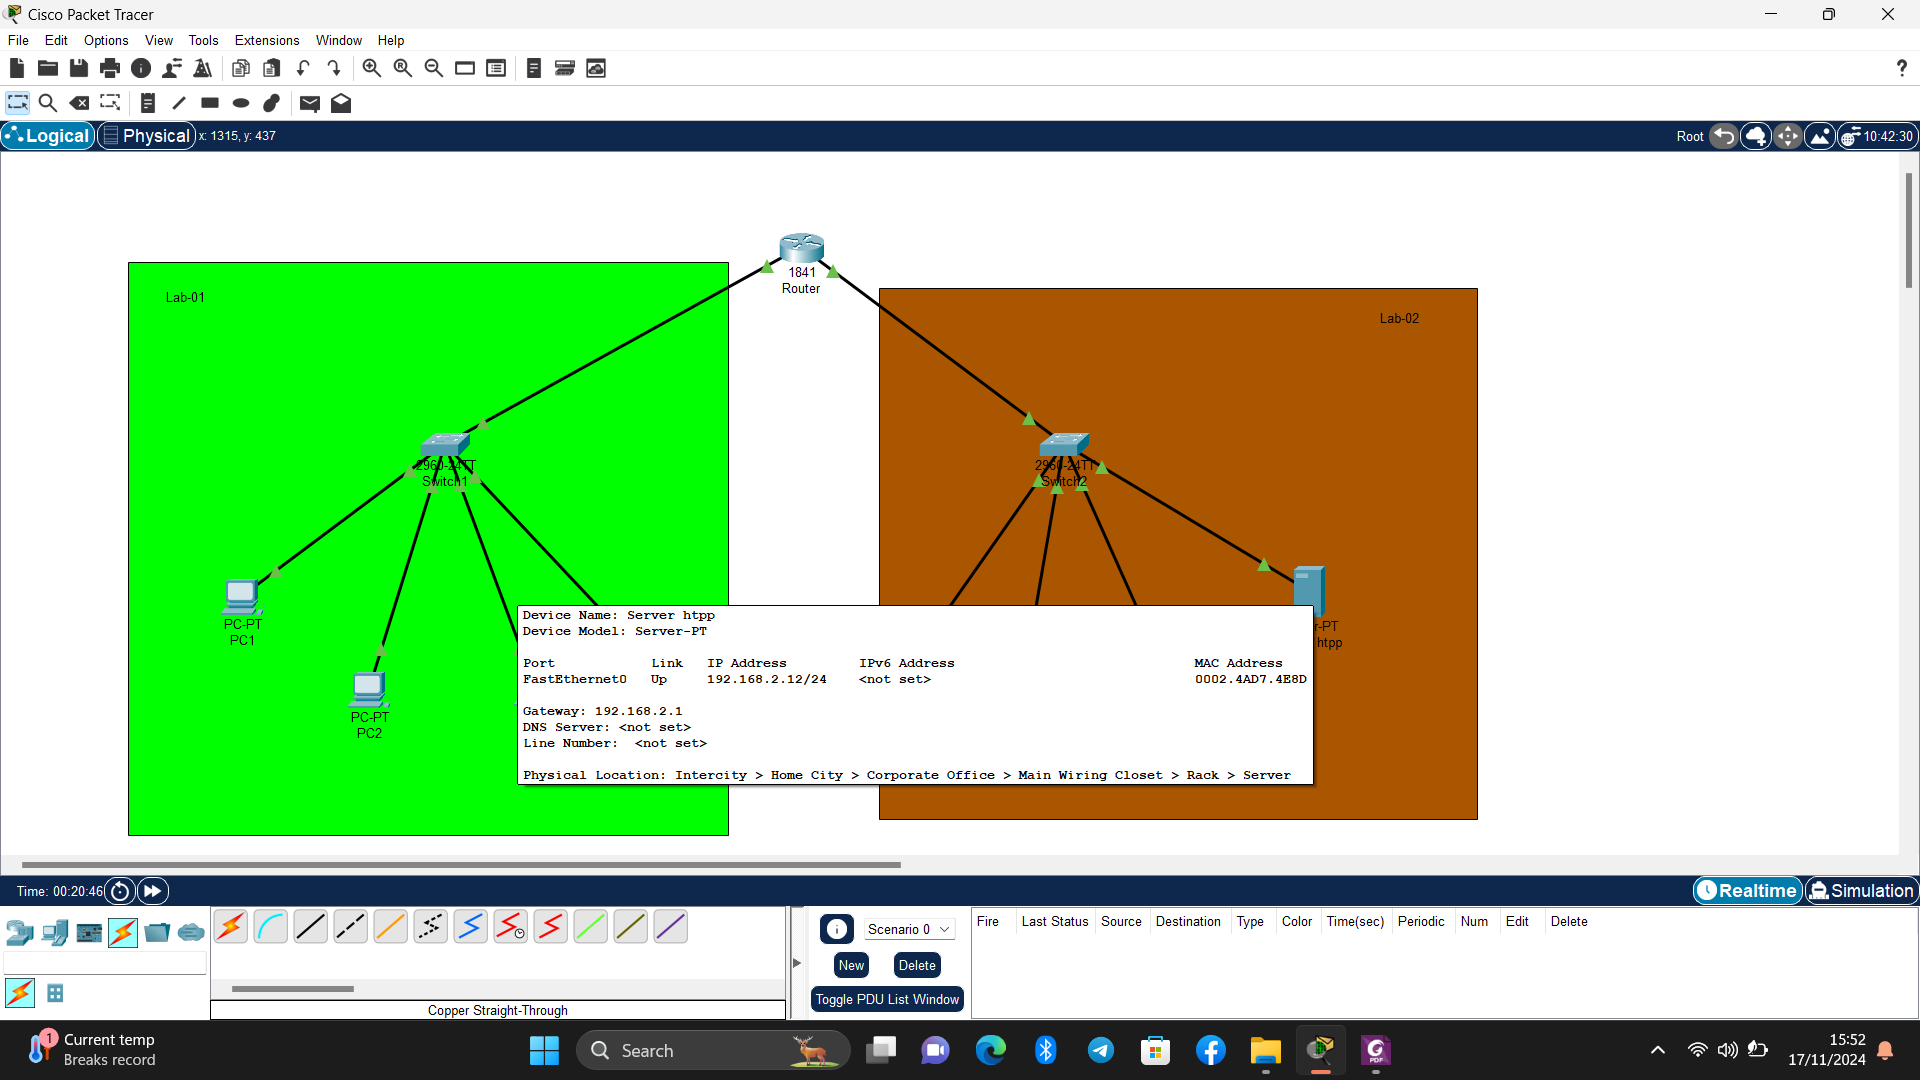 Cisco Packet Tracer
File Edit Options View Tools Extensions Window Help
?
Logical Physical x: 1315, y: 437 Root 10:42:30
1841
Router
Lab-01
Lab-02
2960-24TT
Switch1
2960-24TT
Switch2
PC-PT
PC1
PC-PT
PC2
r-PT
htpp
Device Name: Server htpp
Device Model: Server-PT
Port Link IP Address IPv6 Address MAC Address
FastEthernet0 Up 192.168.2.12/24 <not set> 0002.4AD7.4E8D
Gateway: 192.168.2.1
DNS Server: <not set>
Line Number: <not set>
Physical Location: Intercity > Home City > Corporate Office > Main Wiring Closet > Rack > Server
Time: 00:20:46 Realtime Simulation
Scenario 0
New Delete
Toggle PDU List Window
Fire Last Status Source Destination Type Color Time(sec) Periodic Num Edit Delete
Copper Straight-Through
1
Current temp
Breaks record
Search
PDF
15:52
17/11/2024